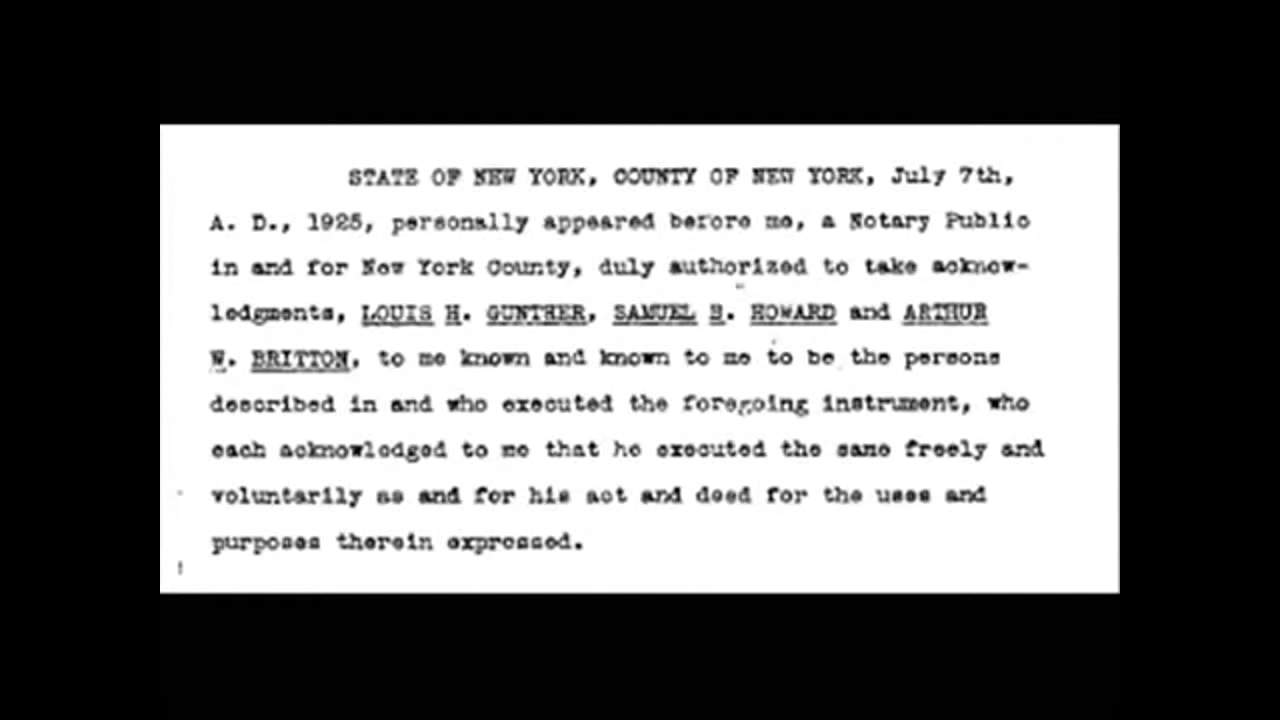 STATE OF NEW YORK, COUNTY OF NEW YORK, July 7th,
A. D., 1925, personally appeared before me, a Notary Public
in and for New York County, duly authorized to take acknow-
ledgments, LOUIS H. GUNTHER, SAMUEL B. HOWARD and ARTHUR
W. BRITTON, to me known and known to me to be the persons
described in and who executed the foregoing instrument, who
each acknowledged to me that he executed the same freely and
voluntarily as and for his act and deed for the uses and
purposes therein expressed.